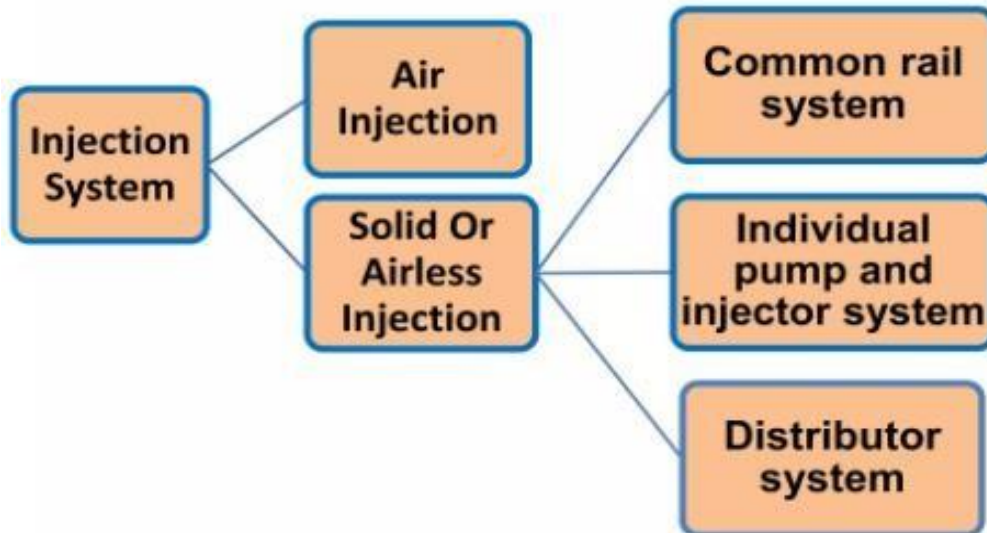 Injection
System
Air
Injection
Solid Or
Airless
Injection
Common rail
system
Individual
pump and
injector system
Distributor
system